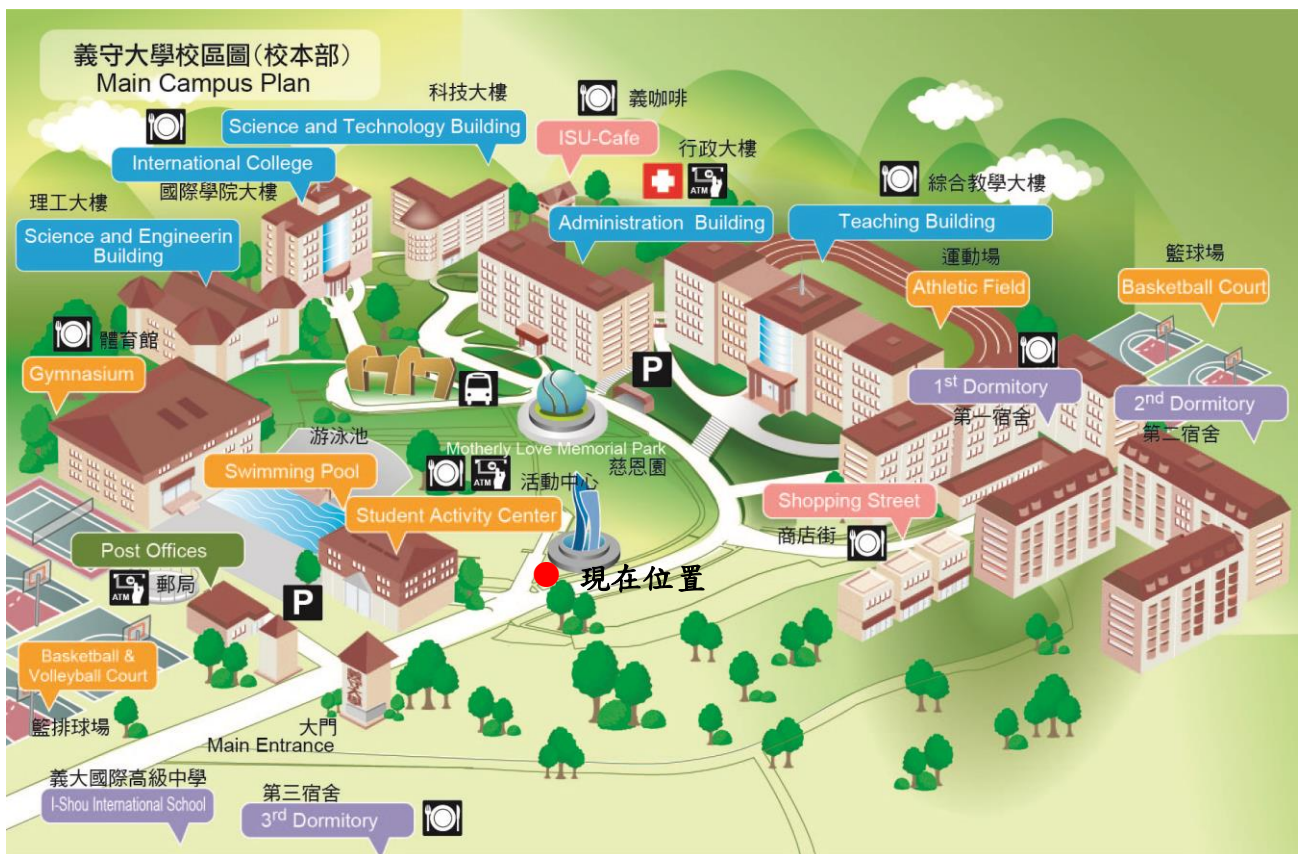 義守大學校區圖(校本部)
Main Campus Plan
科技大樓
Science and Technology Building
義咖啡
ISU-Cafe
International College
國際學院大樓
行政大樓
ATM
Administration Building
綜合教學大樓
Teaching Building
理工大樓
Science and Engineerin
Building
運動場
Athletic Field
籃球場
Basketball Court
體育館
Gymnasium
P
1st Dormitory
第一宿舍
2nd Dormitory
第二宿舍
游泳池
Swimming Pool
Motherly Love Memorial Park
慈恩園
ATM
活動中心
Student Activity Center
Shopping Street
商店街
Post Offices
ATM
郵局
P
現在位置
Basketball &
Volleyball Court
籃排球場
義守大學
大門
Main Entrance
義大國際高級中學
I-Shou International School
第三宿舍
3rd Dormitory